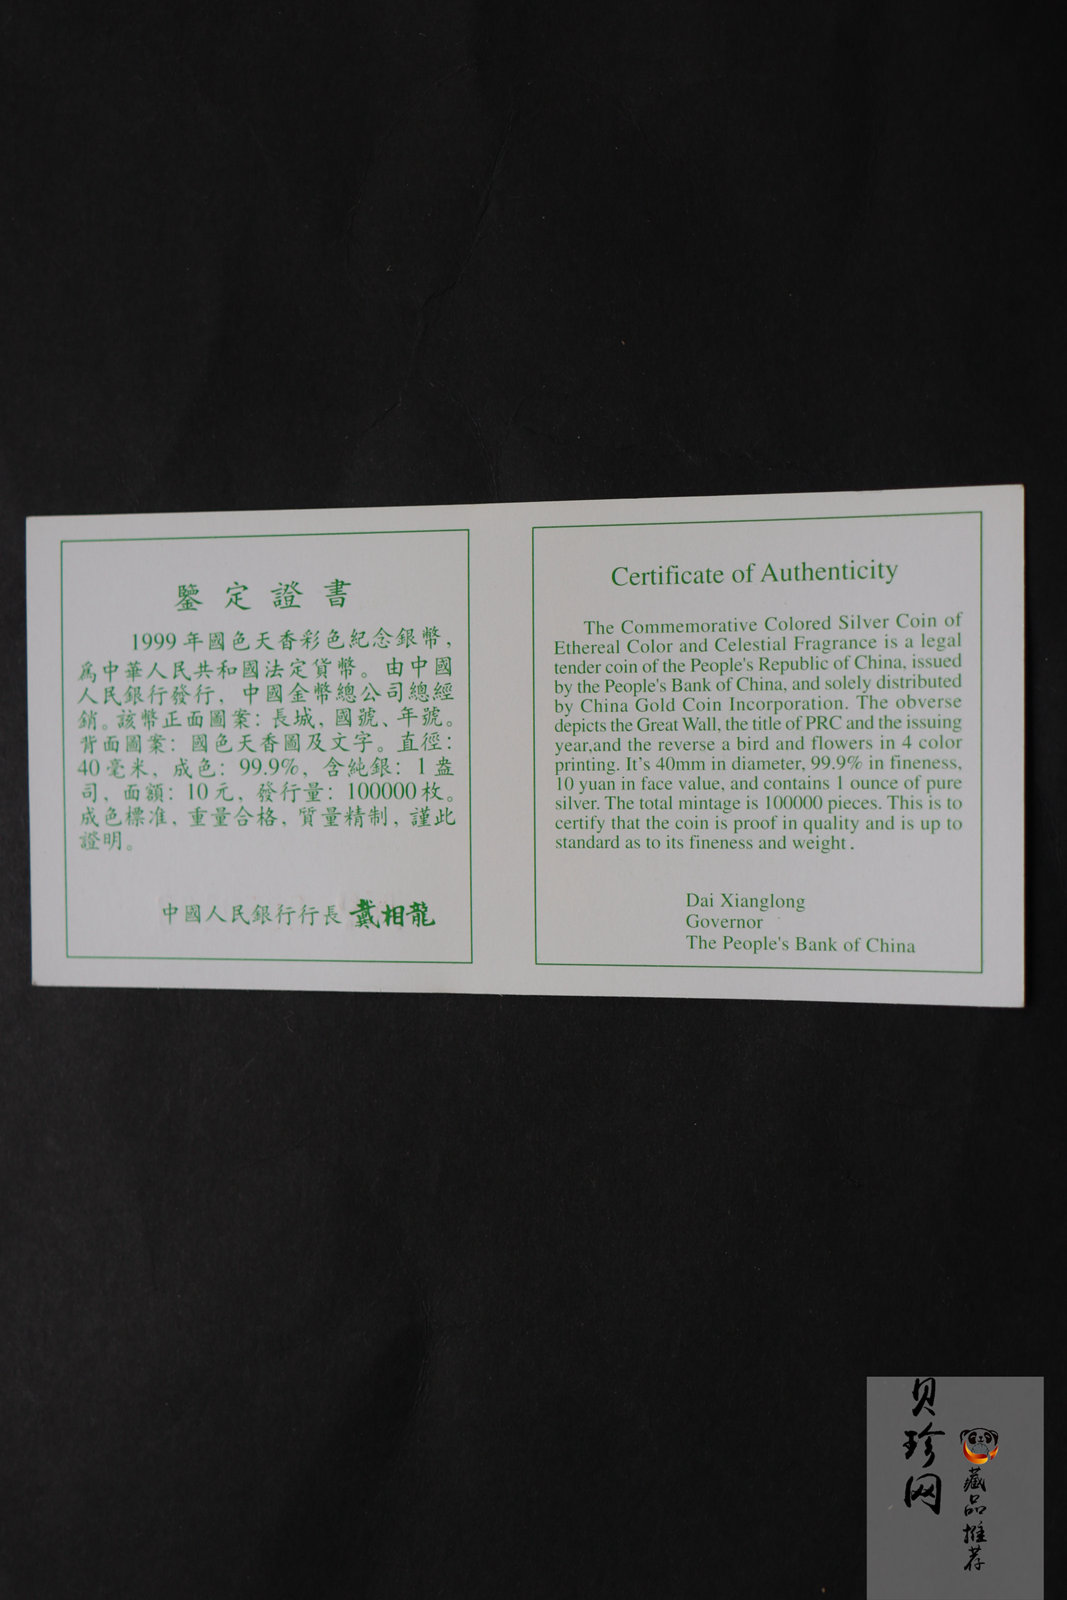 鑒定證書
1999年國色天香彩色紀念銀幣，
爲中華人民共和國法定貨幣。由中國
人民銀行發行，中國金幣總公司總經
銷。該幣正面圖案：長城，國號、年號。
背面圖案：國色天香圖及文字。直徑：
40毫米，成色：99.9%，含純銀：1盎
司，面額：10元，發行量：100000枚。
成色標准，重量合格，質量精制，謹此
證明。
中國人民銀行行長 戴相龍
Certificate of Authenticity
The Commemorative Colored Silver Coin of
Ethereal Color and Celestial Fragrance is a legal
tender coin of the People's Republic of China, issued
by the People's Bank of China, and solely distributed
by China Gold Coin Incorporation. The obverse
depicts the Great Wall, the title of PRC and the issuing
year,and the reverse a bird and flowers in 4 color
printing. It's 40mm in diameter, 99.9% in fineness,
10 yuan in face value, and contains 1 ounce of pure
silver. The total mintage is 100000 pieces. This is to
certify that the coin is proof in quality and is up to
standard as to its fineness and weight .
Dai Xianglong
Governor
The People's Bank of China
贝珍网
藏品推荐